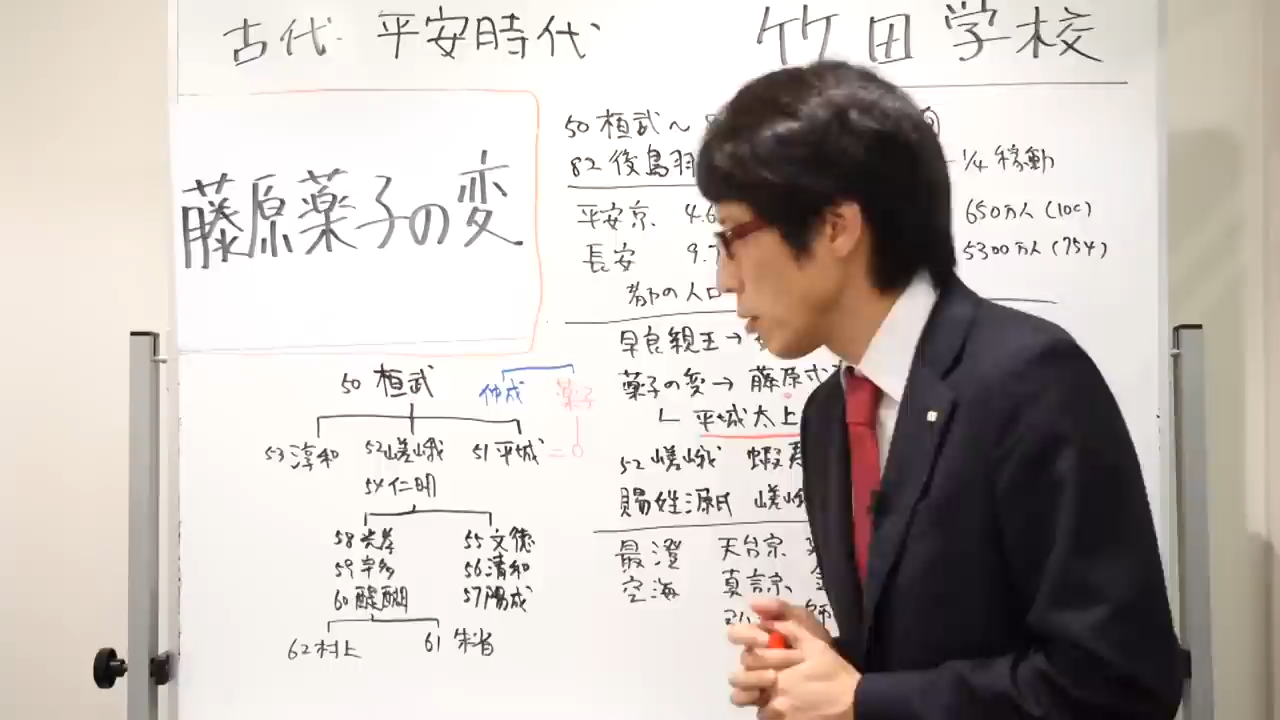 古代 平安時代
竹田学校
藤原薬子の変
50 桓武〜
82 後鳥羽
1/4 稼動
平安京 4.6
650万人(10C)
長安 9.7
5300万人(754)
都の人口
早良親王→
薬子の変→ 藤原式
└ 平城太上
52 嵯峨 蝦
賜姓源氏 嵯峨
最澄 天台宗
空海 真言宗
師
50 桓武
仲成 薬子
53 淳和 52 嵯峨 51 平城 =
54 仁明
58 光孝 55 文徳
59 宇多 56 清和
60 醍醐 57 陽成
62 村上 61 朱雀